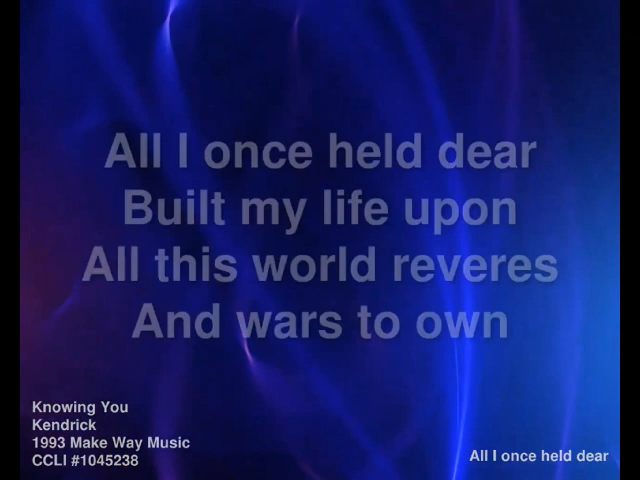 All I once held dear
Built my life upon
All this world reveres
And wars to own
Knowing You
Kendrick
1993 Make Way Music
CCLI #1045238
All I once held dear